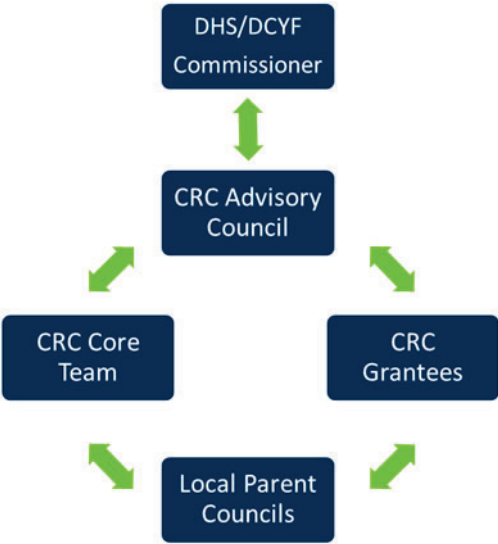 DHS/DCYF
Commissioner
CRC Advisory
Council
CRC Core
Team
CRC
Grantees
Local Parent
Councils